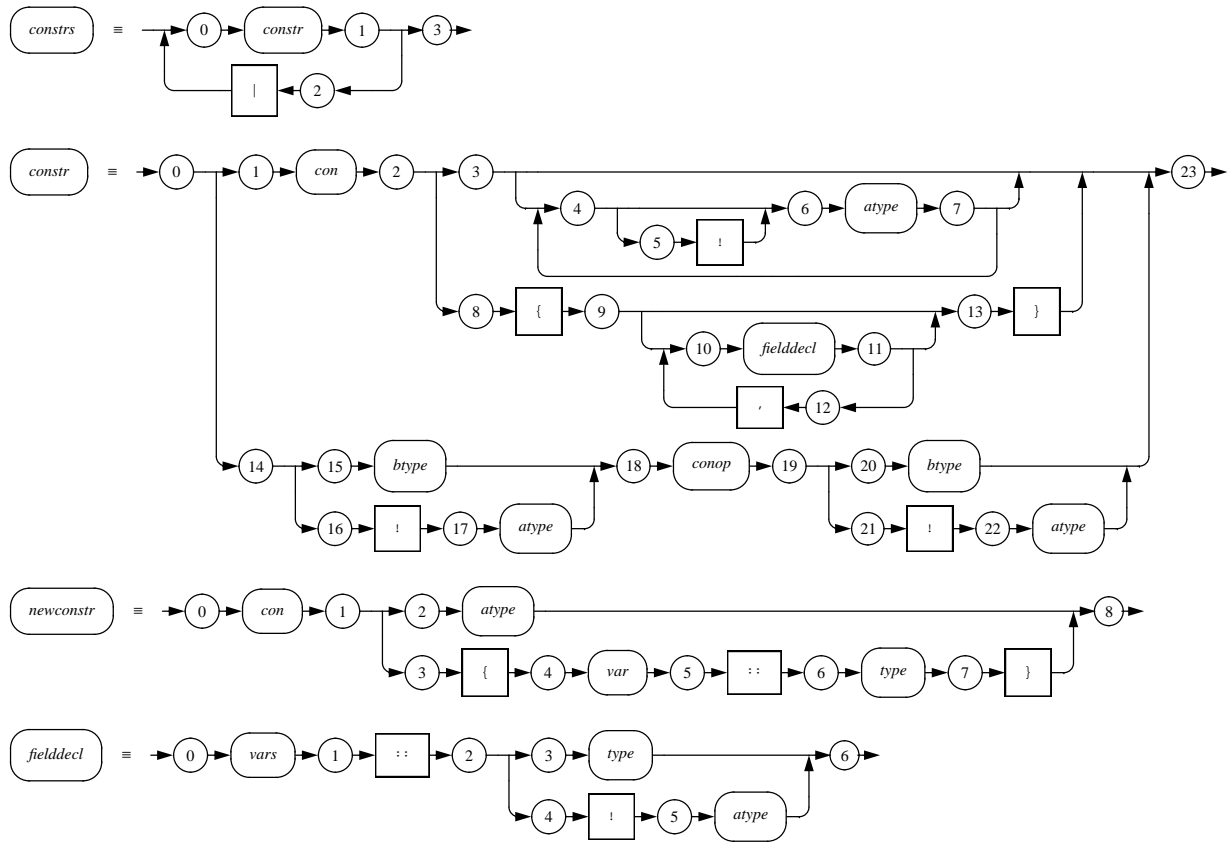 constrs ≡ 0 constr 1 3
| 2
constr ≡ 0 1 con 2 3 23
4 6 atype 7
5 !
8 { 9 13 }
10 fielddecl 11
, 12
14 15 btype 18 conop 19 20 btype
16 ! 17 atype 21 ! 22 atype
newconstr ≡ 0 con 1 2 atype 8
3 { 4 var 5 :: 6 type 7 }
fielddecl ≡ 0 vars 1 :: 2 3 type 6
4 ! 5 atype